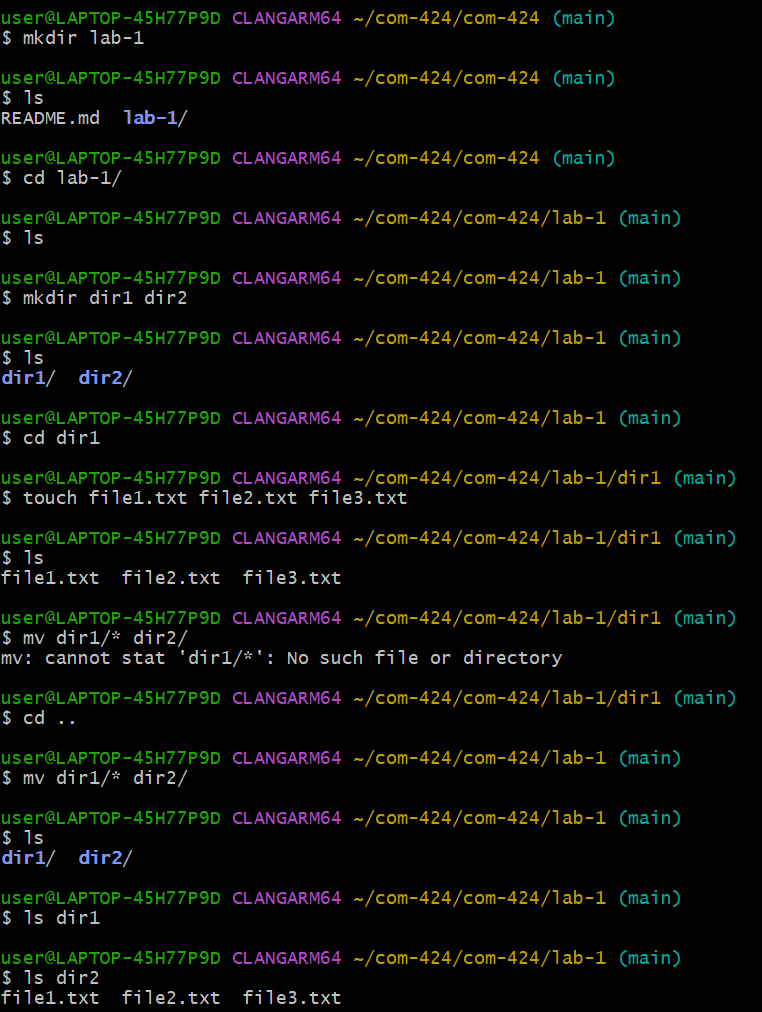 user@LAPTOP-45H77P9D CLANGARM64 ~/com-424/com-424 (main)
$ mkdir lab-1
user@LAPTOP-45H77P9D CLANGARM64 ~/com-424/com-424 (main)
$ ls
README.md  lab-1/
user@LAPTOP-45H77P9D CLANGARM64 ~/com-424/com-424 (main)
$ cd lab-1/
user@LAPTOP-45H77P9D CLANGARM64 ~/com-424/com-424/lab-1 (main)
$ ls
user@LAPTOP-45H77P9D CLANGARM64 ~/com-424/com-424/lab-1 (main)
$ mkdir dir1 dir2
user@LAPTOP-45H77P9D CLANGARM64 ~/com-424/com-424/lab-1 (main)
$ ls
dir1/  dir2/
user@LAPTOP-45H77P9D CLANGARM64 ~/com-424/com-424/lab-1 (main)
$ cd dir1
user@LAPTOP-45H77P9D CLANGARM64 ~/com-424/com-424/lab-1/dir1 (main)
$ touch file1.txt file2.txt file3.txt
user@LAPTOP-45H77P9D CLANGARM64 ~/com-424/com-424/lab-1/dir1 (main)
$ ls
file1.txt  file2.txt  file3.txt
user@LAPTOP-45H77P9D CLANGARM64 ~/com-424/com-424/lab-1/dir1 (main)
$ mv dir1/* dir2/
mv: cannot stat 'dir1/*': No such file or directory
user@LAPTOP-45H77P9D CLANGARM64 ~/com-424/com-424/lab-1/dir1 (main)
$ cd ..
user@LAPTOP-45H77P9D CLANGARM64 ~/com-424/com-424/lab-1 (main)
$ mv dir1/* dir2/
user@LAPTOP-45H77P9D CLANGARM64 ~/com-424/com-424/lab-1 (main)
$ ls
dir1/  dir2/
user@LAPTOP-45H77P9D CLANGARM64 ~/com-424/com-424/lab-1 (main)
$ ls dir1
user@LAPTOP-45H77P9D CLANGARM64 ~/com-424/com-424/lab-1 (main)
$ ls dir2
file1.txt  file2.txt  file3.txt